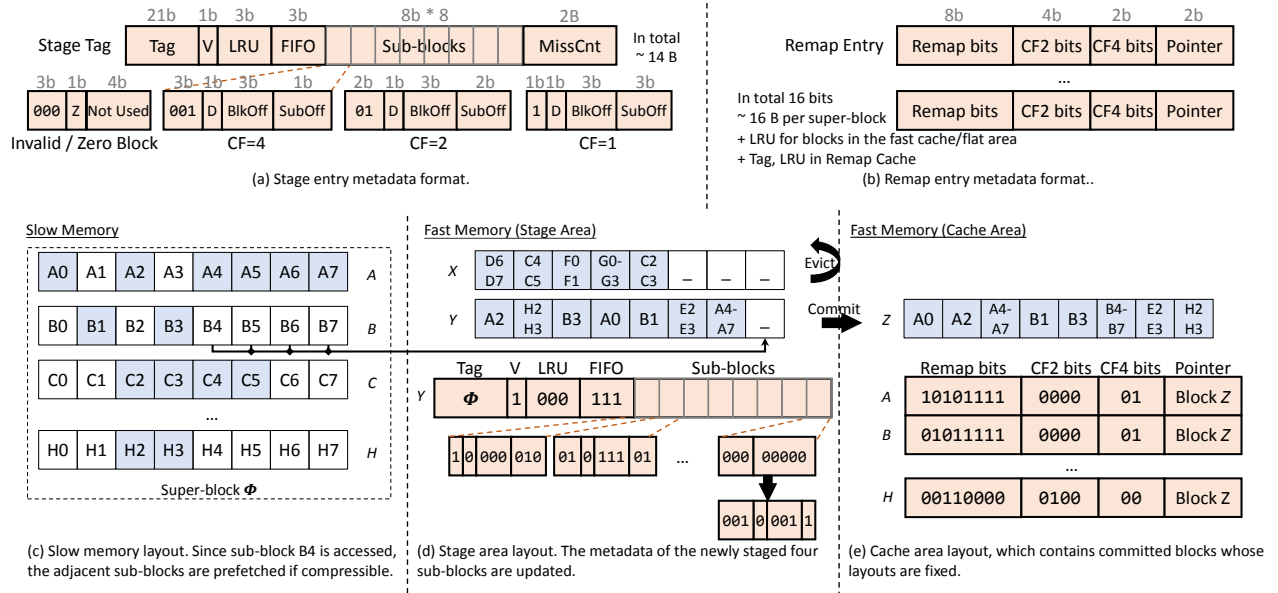 21b 1b 3b 3b 8b * 8 2B
Stage Tag Tag V LRU FIFO Sub-blocks MissCnt In total
~ 14 B
3b 1b 4b 3b 1b 3b 1b 2b 1b 3b 2b 1b 1b 3b 3b
000 Z Not Used 001 D BlkOff SubOff 01 D BlkOff SubOff 1 D BlkOff SubOff
Invalid / Zero Block CF=4 CF=2 CF=1
(a) Stage entry metadata format.
8b 4b 2b 2b
Remap Entry Remap bits CF2 bits CF4 bits Pointer
...
Remap bits CF2 bits CF4 bits Pointer
In total 16 bits
~ 16 B per super-block
+ LRU for blocks in the fast cache/flat area
+ Tag, LRU in Remap Cache
(b) Remap entry metadata format..
Slow Memory
A0 A1 A2 A3 A4 A5 A6 A7 A
B0 B1 B2 B3 B4 B5 B6 B7 B
C0 C1 C2 C3 C4 C5 C6 C7 C
...
H0 H1 H2 H3 H4 H5 H6 H7 H
Super-block Φ
(c) Slow memory layout. Since sub-block B4 is accessed,
the adjacent sub-blocks are prefetched if compressible.
Fast Memory (Stage Area)
X D6 C4 F0 G0- C2 _ _ _
D7 C5 F1 G3 C3
Evict
Y A2 H2 B3 A0 B1 E2 A4- _
H3 E3 A7
Commit
Tag V LRU FIFO Sub-blocks
Y Φ 1 000 111
1 0 000 010 01 0 111 01 ... 000 00000
001 0 001 1
(d) Stage area layout. The metadata of the newly staged four
sub-blocks are updated.
Fast Memory (Cache Area)
Z A0 A2 A4- B1 B3 B4- E2 H2
A7 B7 E3 H3
Remap bits CF2 bits CF4 bits Pointer
A 10101111 0000 01 Block Z
B 01011111 0000 01 Block Z
...
H 00110000 0100 00 Block Z
(e) Cache area layout, which contains committed blocks whose
layouts are fixed.